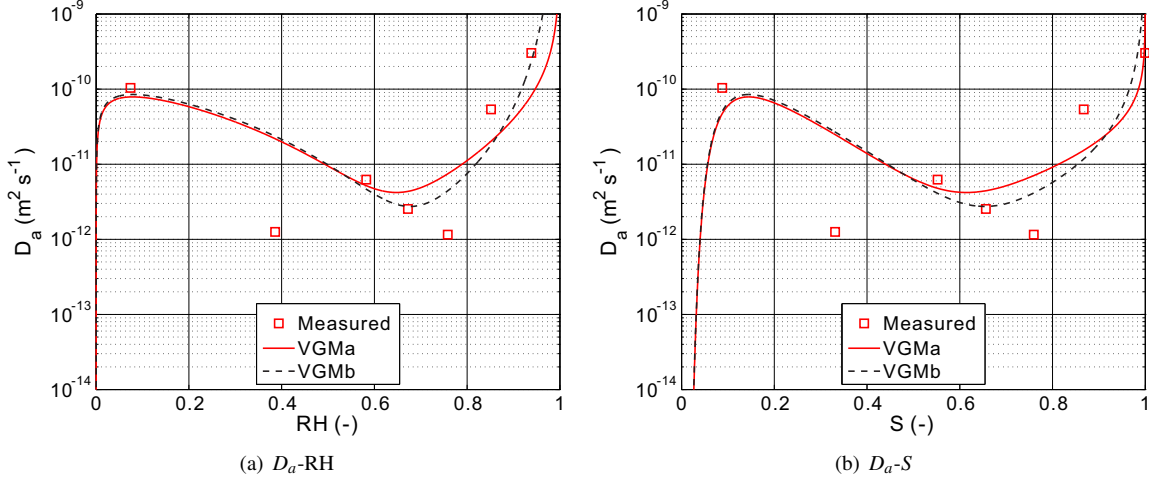 10^-9
10^-10
10^-11
10^-12
10^-13
10^-14
D_a (m² s⁻¹)
Measured
VGMa
VGMb
0 0.2 0.4 0.6 0.8 1
RH (-)
(a) D_a-RH
10^-9
10^-10
10^-11
10^-12
10^-13
10^-14
D_a (m² s⁻¹)
Measured
VGMa
VGMb
0 0.2 0.4 0.6 0.8 1
S (-)
(b) D_a-S